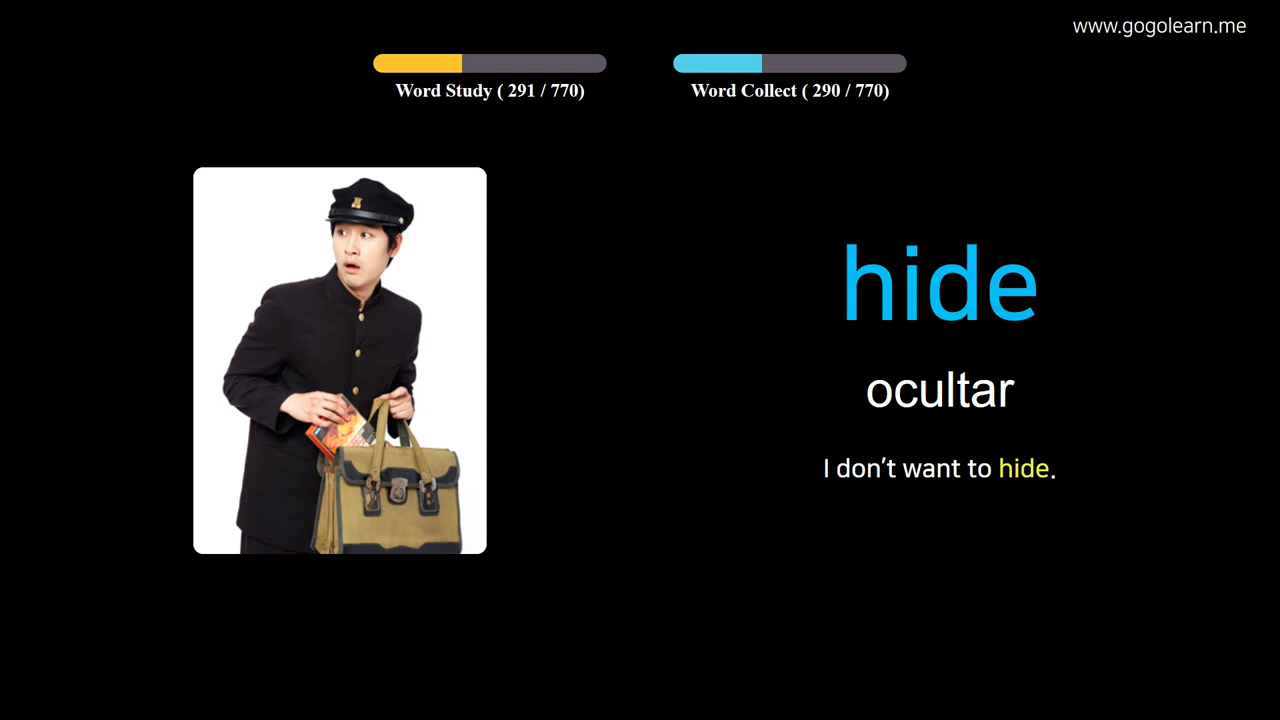 www.gogolearn.me
Word Study ( 291 / 770)
Word Collect ( 290 / 770)
hide
ocultar
I don’t want to hide.